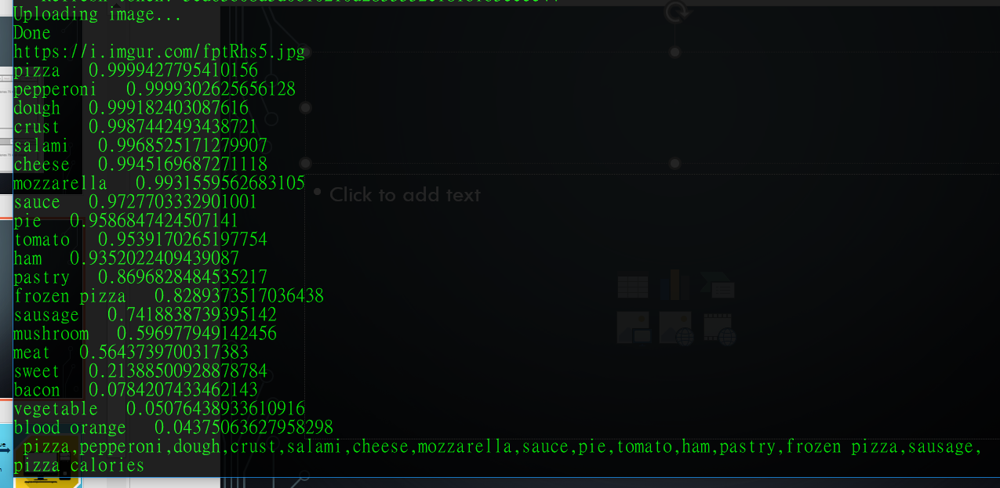 Uploading image...
Done
https://i.imgur.com/fptRhs5.jpg
pizza   0.9999427795410156
pepperoni   0.9999302625656128
dough   0.999182403087616
crust   0.9987442493438721
salami   0.9968525171279907
cheese   0.9945169687271118
mozzarella   0.9931559562683105
sauce   0.9727703332901001
pie   0.9586847424507141
tomato   0.9539170265197754
ham   0.9352022409439087
pastry   0.8696828484535217
frozen pizza   0.8289373517036438
sausage   0.7418838739395142
mushroom   0.596977949142456
meat   0.5643739700317383
sweet   0.21388500928878784
bacon   0.0784207433462143
vegetable   0.05076438933610916
blood orange   0.04375063627958298
pizza,pepperoni,dough,crust,salami,cheese,mozzarella,sauce,pie,tomato,ham,pastry,frozen pizza,sausage,
pizza calories
• Click to add text